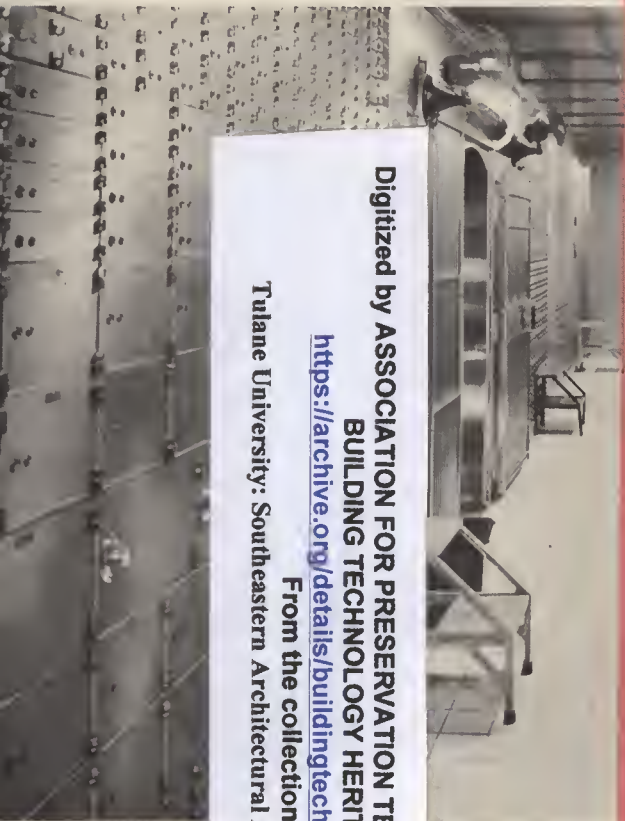 Digitized by ASSOCIATION FOR PRESERVATION TE
BUILDING TECHNOLOGY HERIT
https://archive.org/details/buildingtech
From the collection
Tulane University: Southeastern Architectural